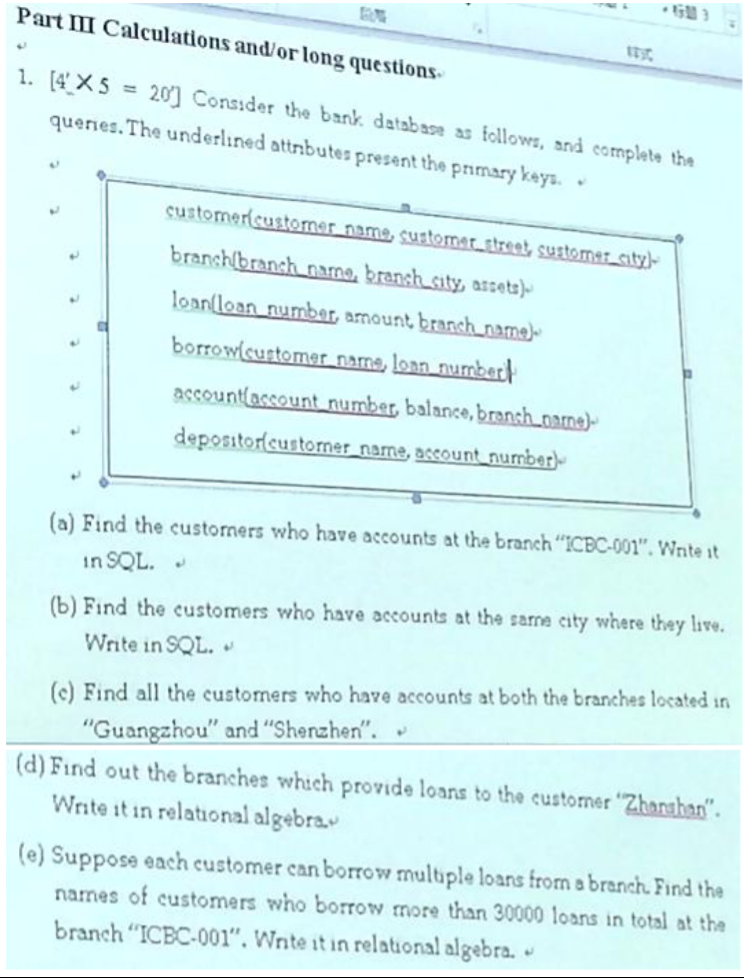 标题 3
段落
样式
Part III Calculations and/or long questions
1. [4'×5 = 20'] Consider the bank database as follows, and complete the
queries. The underlined attributes present the primary keys.
customer(customer_name, customer_street, customer_city)
branch(branch_name, branch_city, assets)
loan(loan_number, amount, branch_name)
borrow(customer_name, loan_number)
account(account_number, balance, branch_name)
depositor(customer_name, account_number)
(a) Find the customers who have accounts at the branch "ICBC-001". Write it
in SQL.
(b) Find the customers who have accounts at the same city where they live.
Write in SQL.
(c) Find all the customers who have accounts at both the branches located in
"Guangzhou" and "Shenzhen".
(d) Find out the branches which provide loans to the customer "Zhanshan".
Write it in relational algebra.
(e) Suppose each customer can borrow multiple loans from a branch. Find the
names of customers who borrow more than 30000 loans in total at the
branch "ICBC-001". Write it in relational algebra.